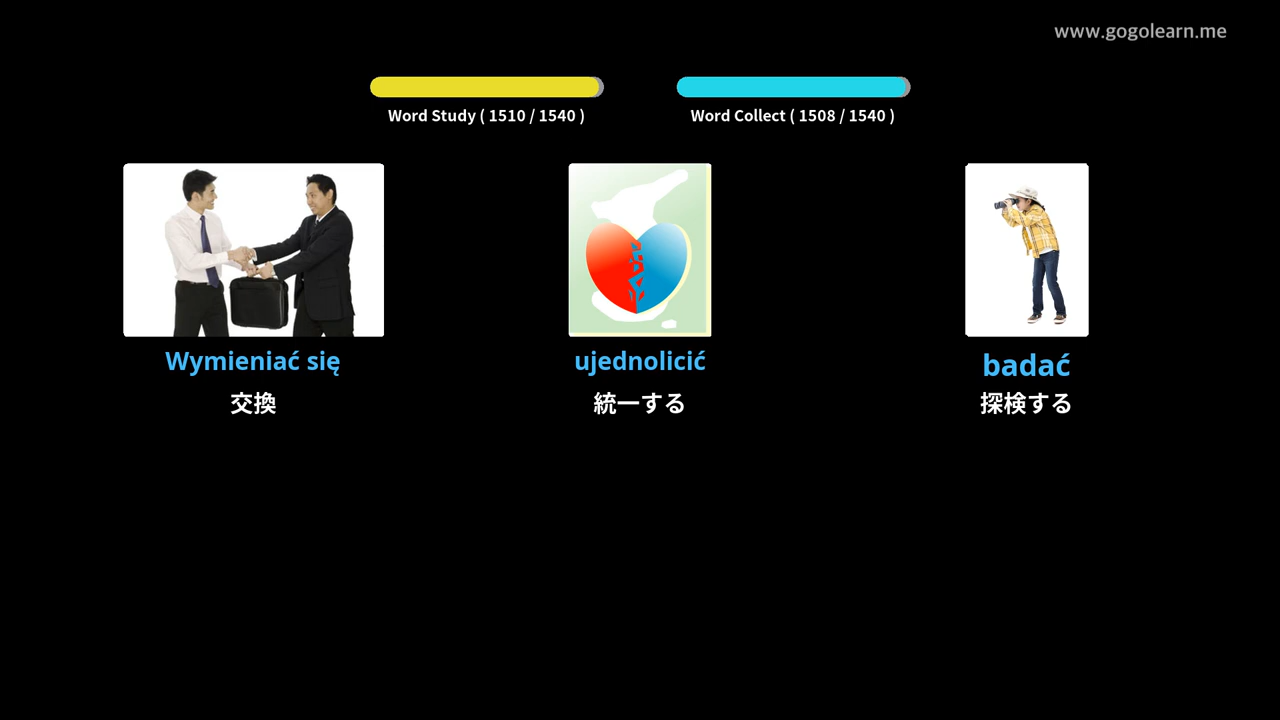 www.gogolearn.me
Word Study ( 1510 / 1540 )
Word Collect ( 1508 / 1540 )
Wymieniać się
交換
ujednolicić
統一する
badać
探検する